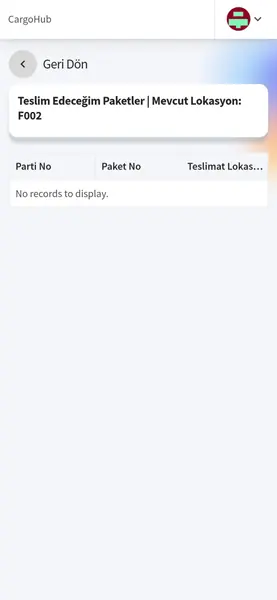 CargoHub
Geri Dön
Teslim Edeceğim Paketler | Mevcut Lokasyon:
F002
Parti No Paket No Teslimat Lokas...
No records to display.